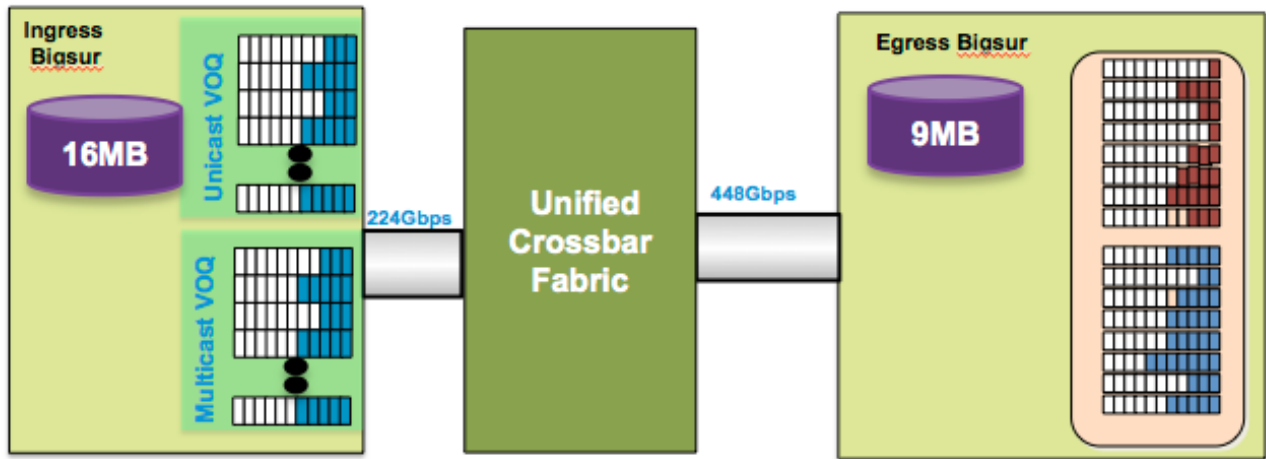 Ingress
Bigsur
16MB
Unicast VOQ
Multicast VOQ
224Gbps
Unified
Crossbar
Fabric
448Gbps
Egress Bigsur
9MB